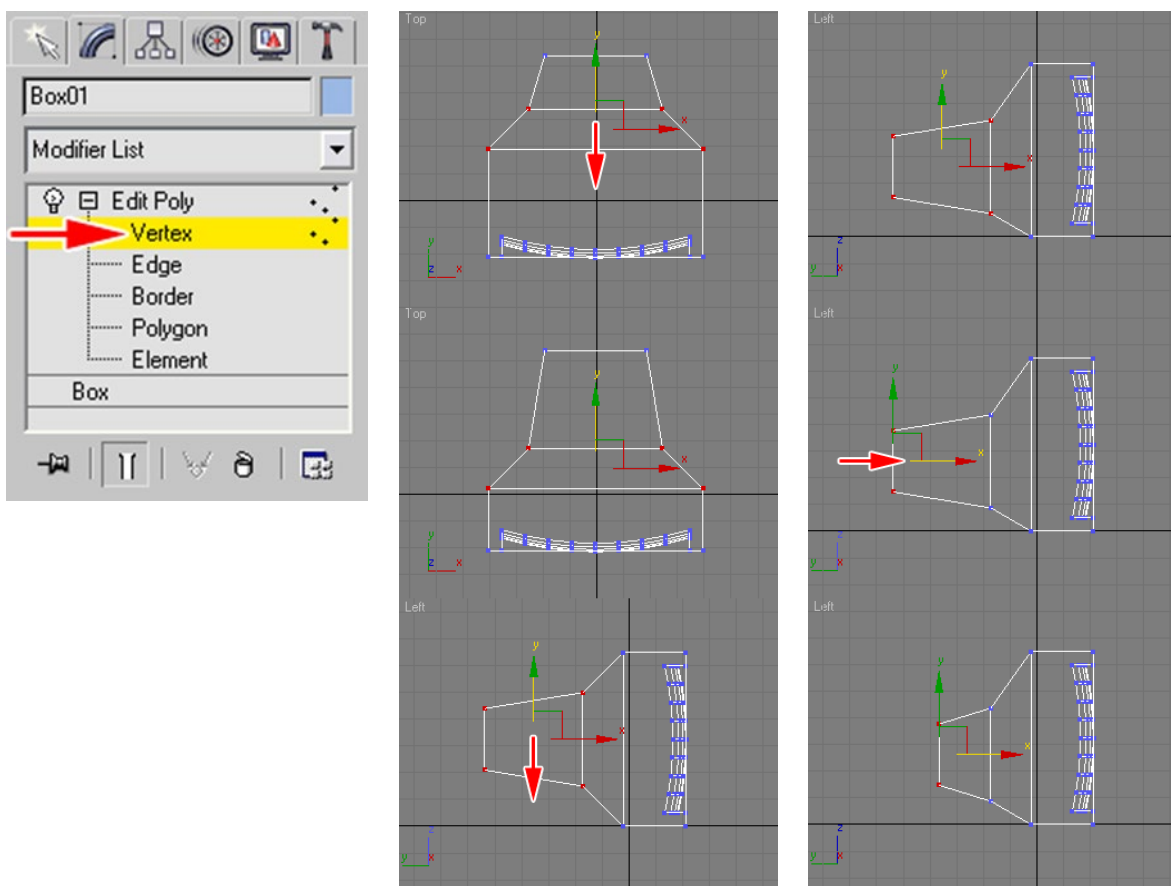 Box01
Modifier List
Edit Poly
Vertex
Edge
Border
Polygon
Element
Box
Top
y
x
y
z x
Top
y
x
y
z x
Left
y
x
z
y x
Left
y
x
z
y x
Left
y
x
z
y x
Left
y
x
z
y x